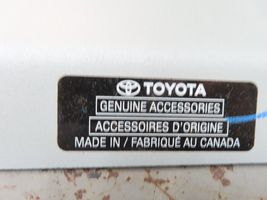 TOYOTA
GENUINE ACCESSORIES
ACCESSOIRES D'ORIGINE
MADE IN / FABRIQUÉ AU CANADA